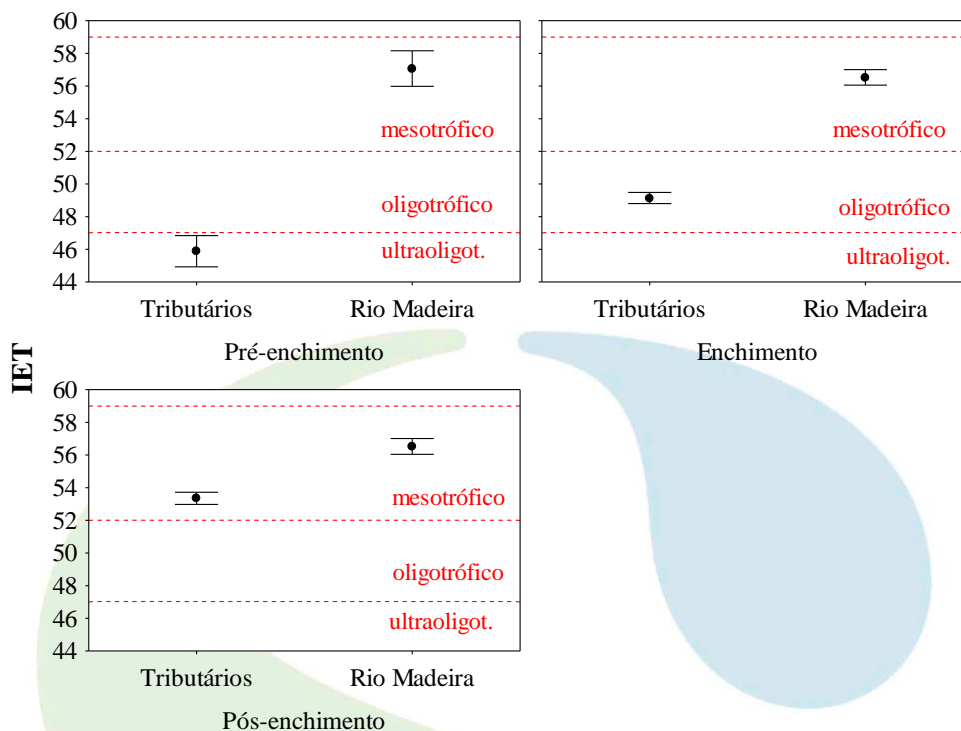 60
58
56
54
52
50
48
46
44
mesotrófico
oligotrófico
ultraoligot.
Tributários Rio Madeira
Pré-enchimento
mesotrófico
oligotrófico
ultraoligot.
Tributários Rio Madeira
Enchimento
IET
60
58
56
54
52
50
48
46
44
mesotrófico
oligotrófico
ultraoligot.
Tributários Rio Madeira
Pós-enchimento